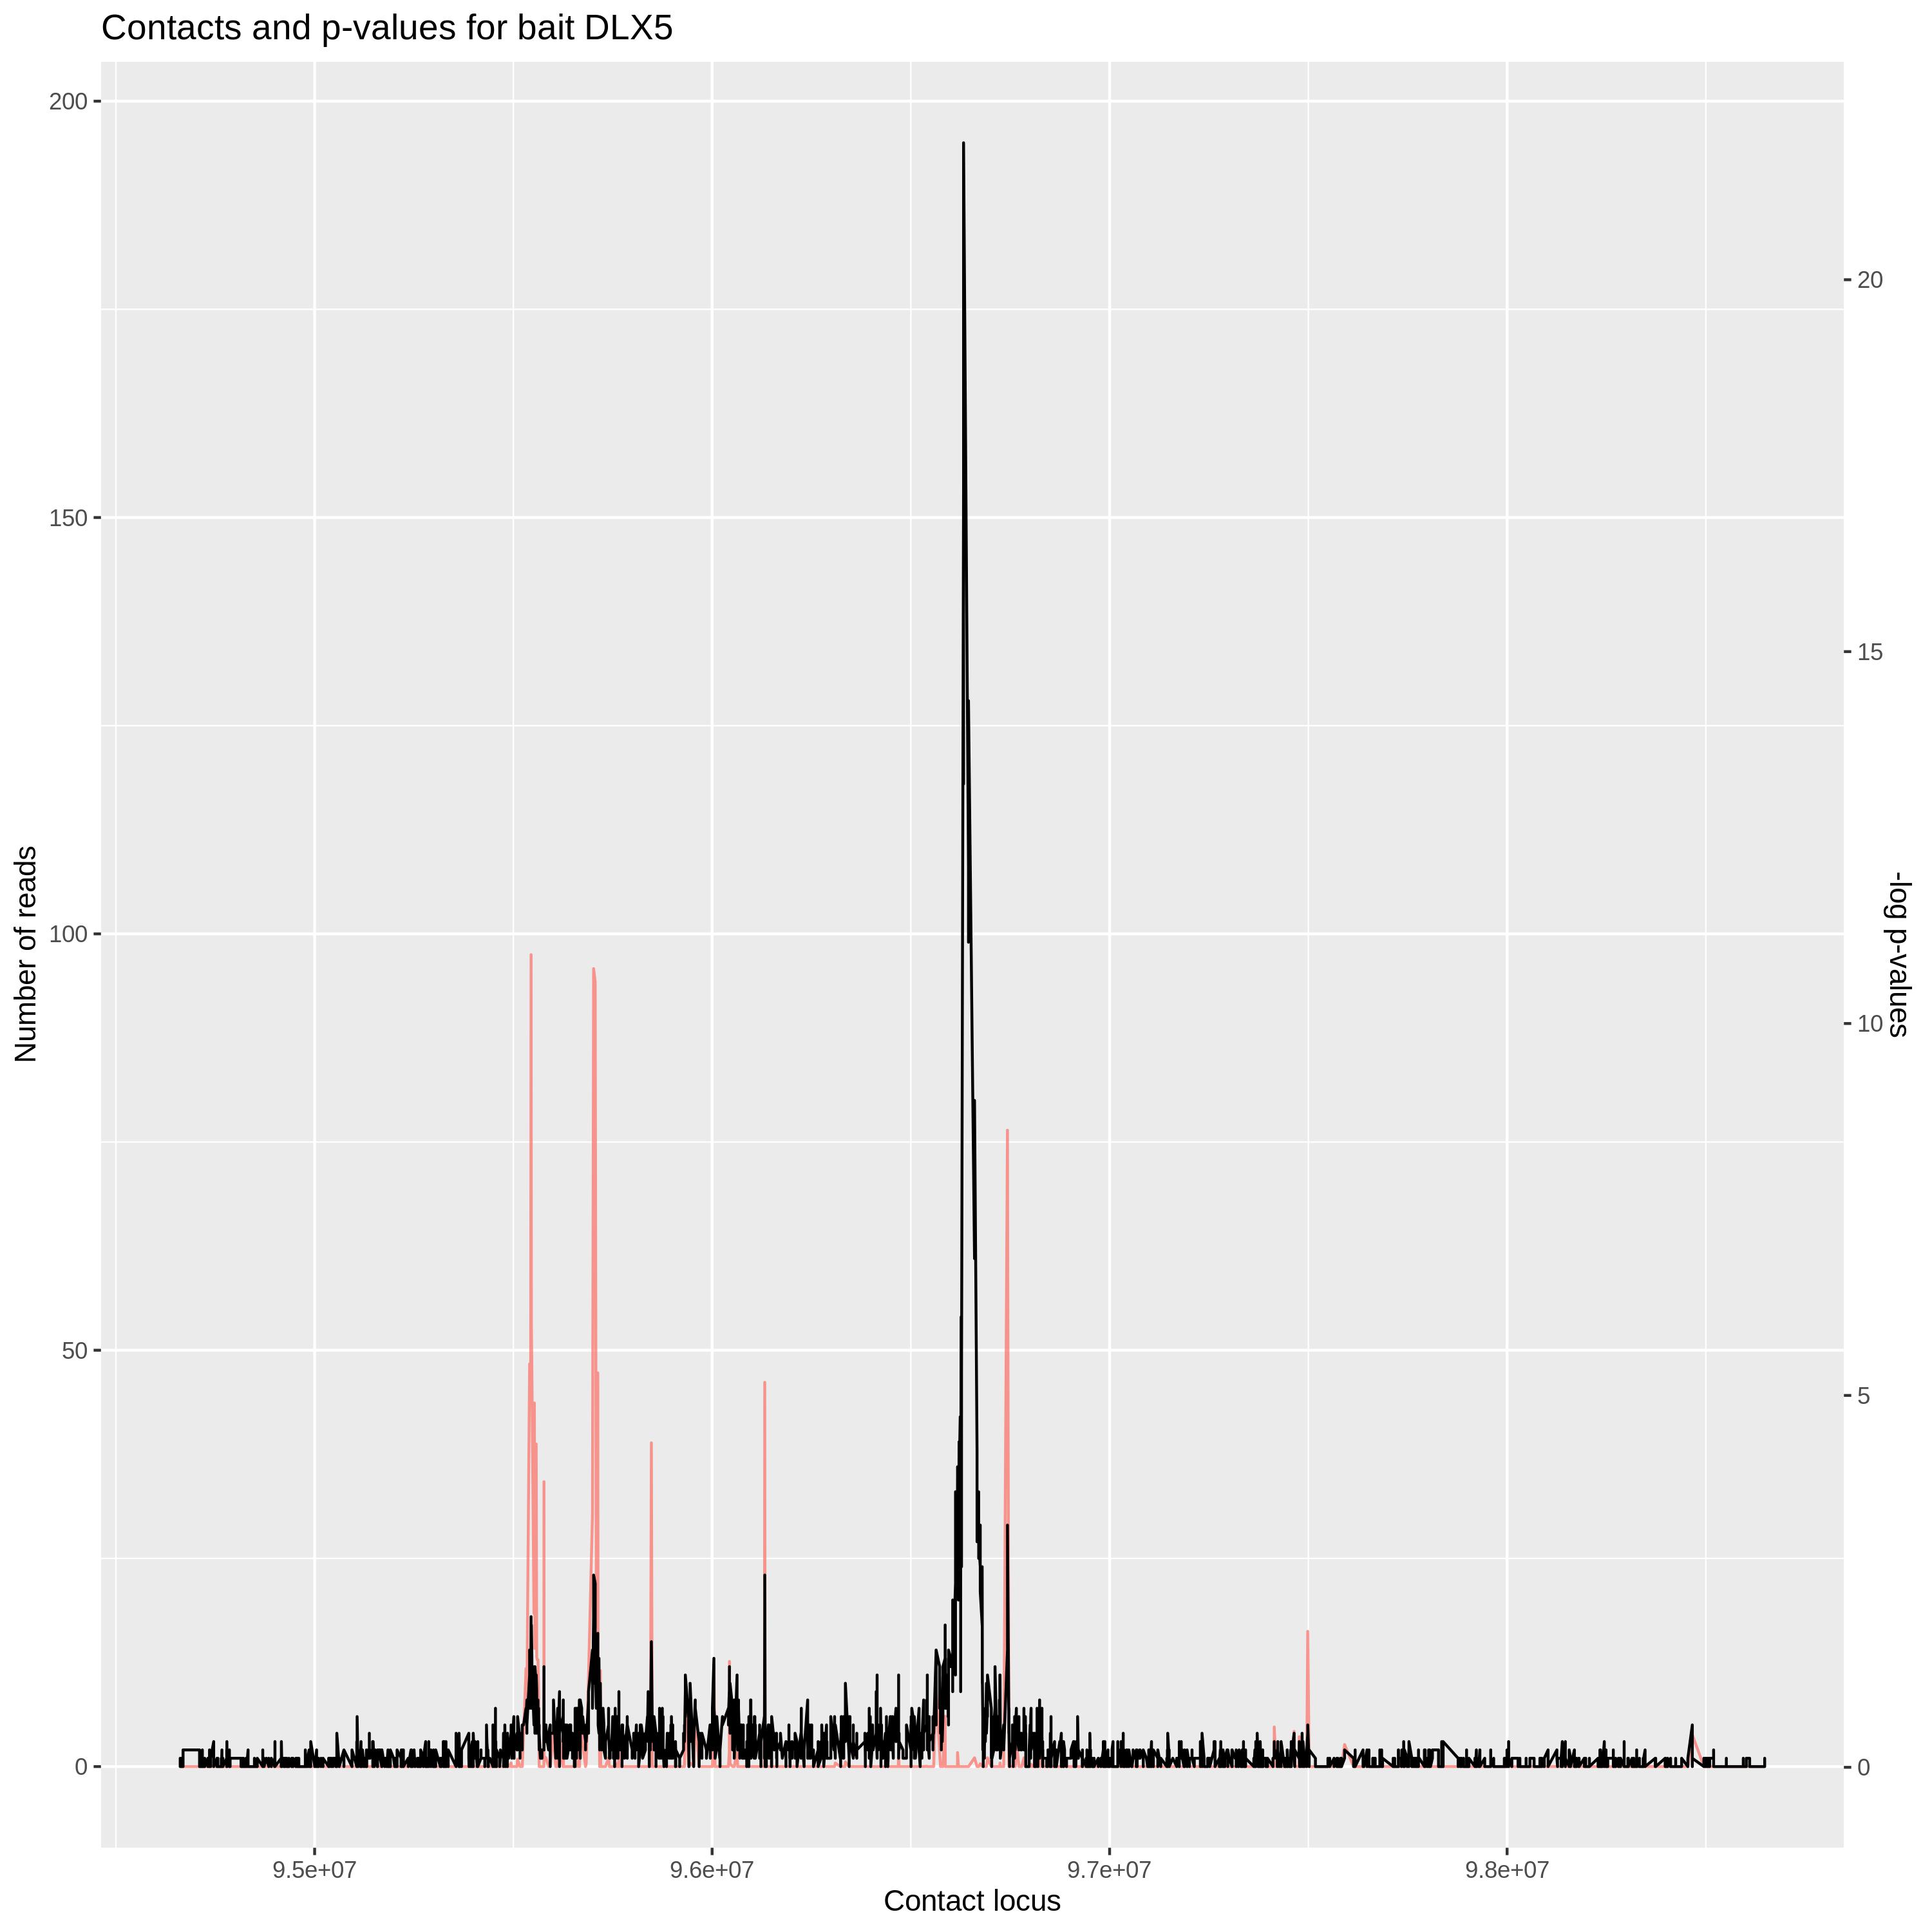 Contacts and p-values for bait DLX5
200
150
100
50
0
Number of reads
20
15
10
5
0
-log p-values
9.5e+07
9.6e+07
9.7e+07
9.8e+07
Contact locus